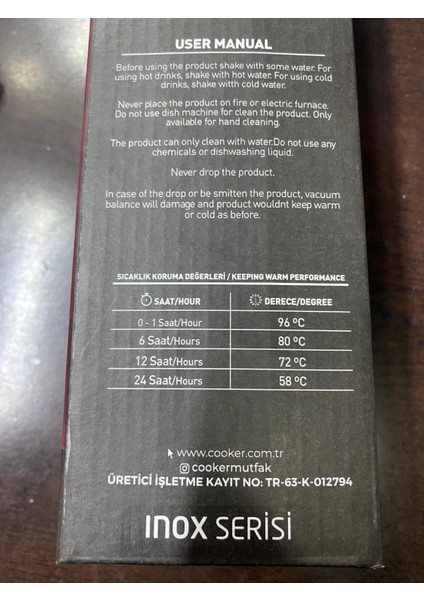 USER MANUAL
Before using the product shake with some water. For
using hot drinks, shake with hot water. For using cold
drinks, shake witth cold water.
Never place the product on fire or electric furnace.
Do not use dish machine for clean the product. Only
available for hand cleaning.
The product can only clean with water.Do not use any
chemicals or dishwashing liquid.
Never drop the product.
In case of the drop or be smitten the product, vacuum
balance will damage and product wouldnt keep warm
or cold as before.
SICAKLIK KORUMA DEĞERLERİ / KEEPING WARM PERFORMANCE
SAAT/HOUR DERECE/DEGREE
0 - 1 Saat/Hour 96 ºC
6 Saat/Hours 80 ºC
12 Saat/Hours 72 ºC
24 Saat/Hours 58 ºC
www.cooker.com.tr
cookermutfak
ÜRETİCİ İŞLETME KAYIT NO: TR-63-K-012794
INOX SERİSİ